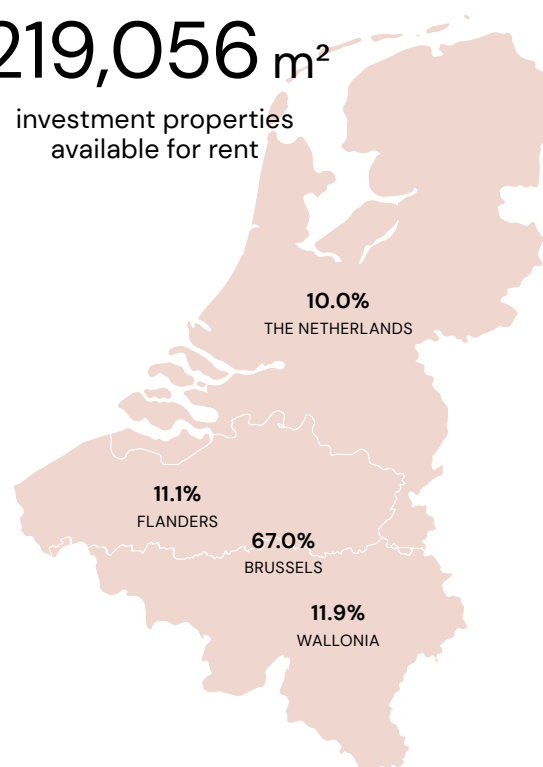 219,056 m²
investment properties
available for rent
10.0%
THE NETHERLANDS
11.1%
FLANDERS
67.0%
BRUSSELS
11.9%
WALLONIA